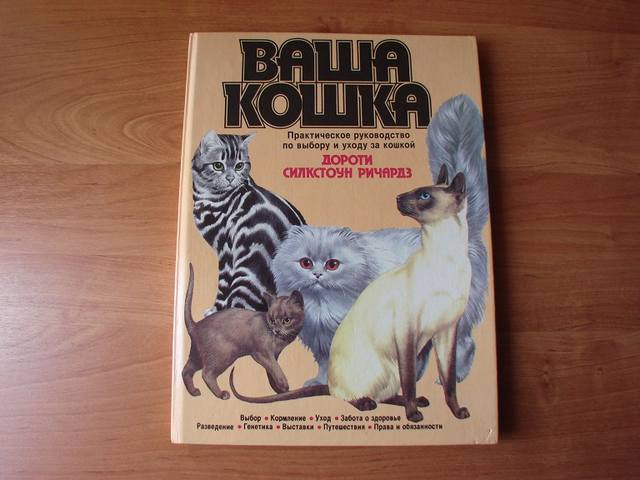 ВАША
КОШКА
Практическое руководство
по выбору и уходу за кошкой
ДОРОТИ
СИЛКСТОУН РИЧАРДЗ
Выбор • Кормление • Уход • Забота о здоровье
Разведение • Генетика • Выставки • Путешествия • Права и обязанности